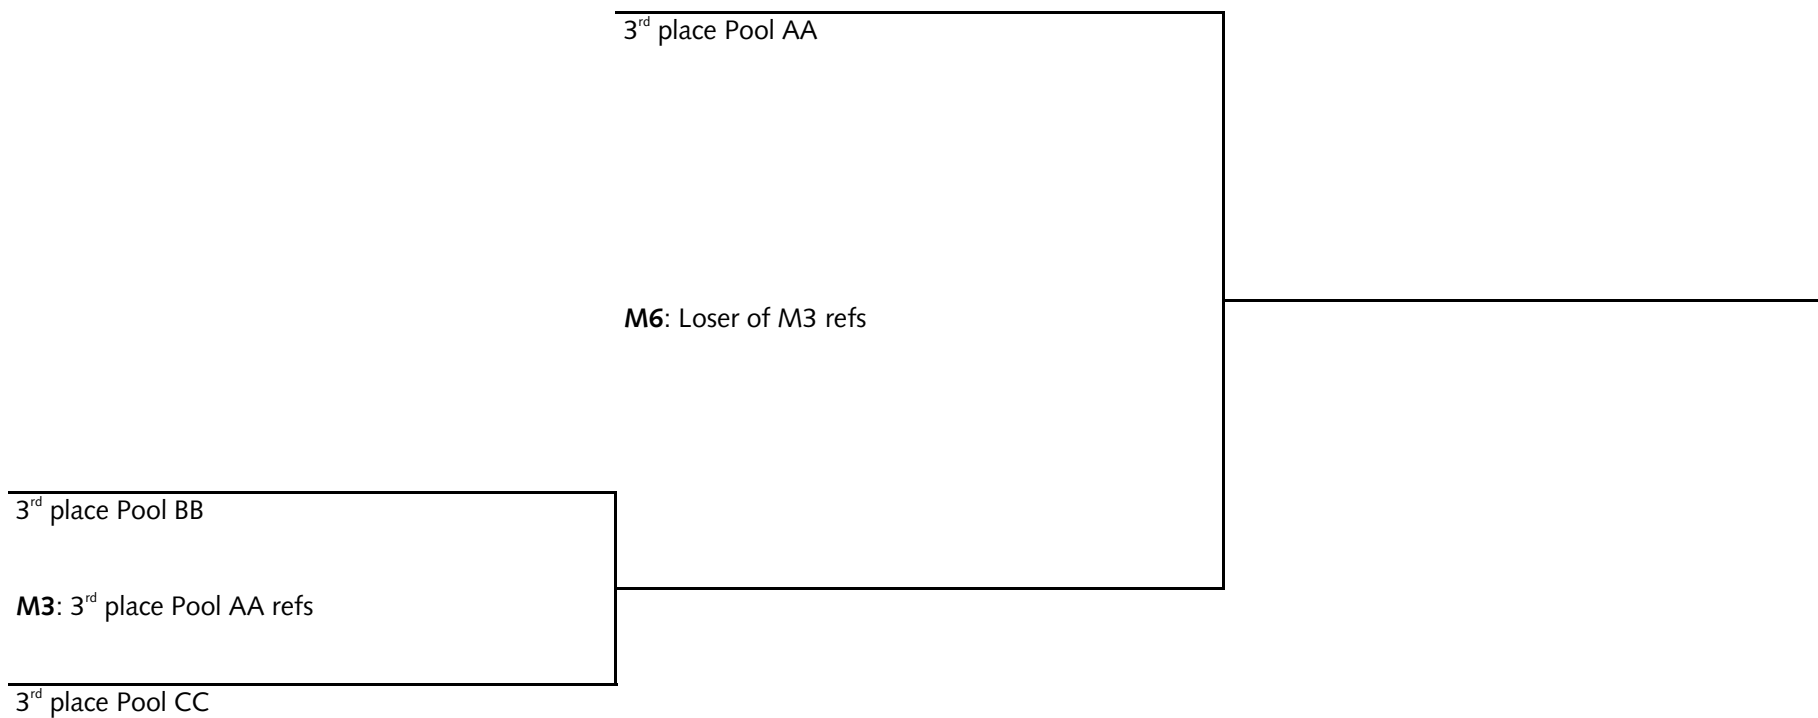 3rd place Pool AA
M6: Loser of M3 refs
3rd place Pool BB
M3: 3rd place Pool AA refs
3rd place Pool CC